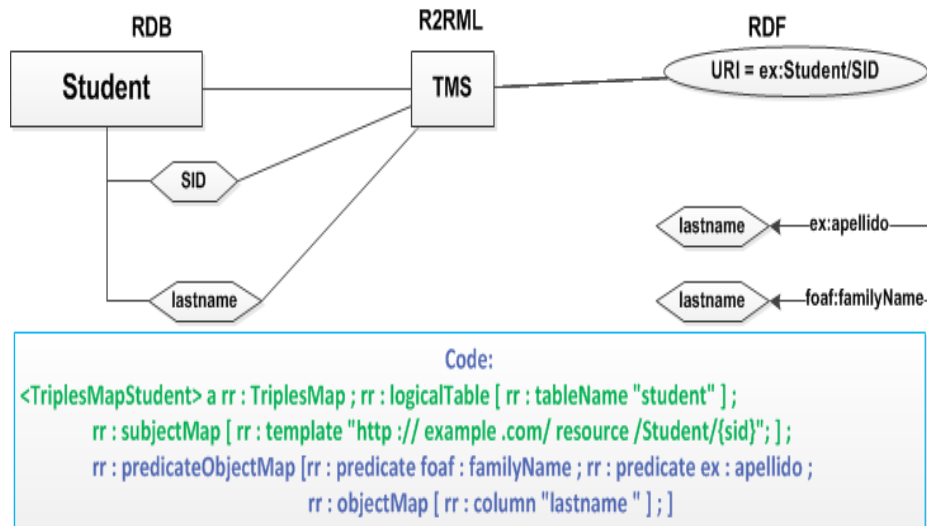 RDB
R2RML
RDF
Student
TMS
URI = ex:Student/SID
SID
lastname
ex:apellido
lastname
lastname
foaf:familyName
Code:
<TriplesMapStudent> a rr : TriplesMap ; rr : logicalTable [ rr : tableName "student" ] ;
rr : subjectMap [ rr : template "http :// example .com/ resource /Student/{sid}"; ] ;
rr : predicateObjectMap [rr : predicate foaf : familyName ; rr : predicate ex : apellido ;
rr : objectMap [ rr : column "lastname " ] ; ]